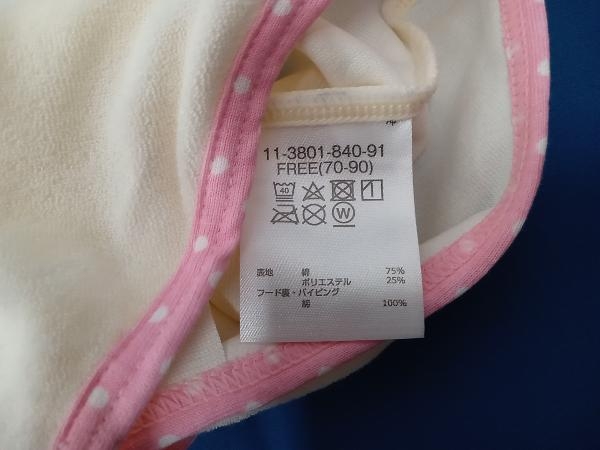 11-3801-840-91
FREE(70-90)
40
W
表地 綿 75%
ポリエステル 25%
フード裏・パイピング
綿 100%